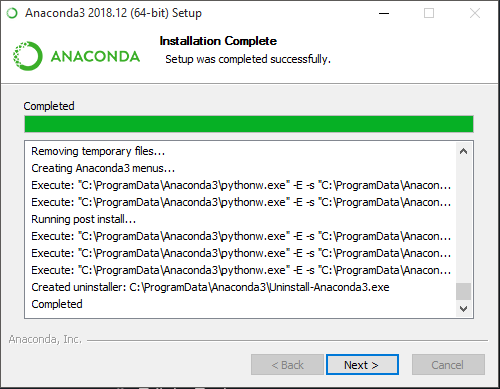 Anaconda3 2018.12 (64-bit) Setup
ANACONDA
Installation Complete
Setup was completed successfully.
Completed
Removing temporary files...
Creating Anaconda3 menus...
Execute: "C:\ProgramData\Anaconda3\pythonw.exe" -E -s "C:\ProgramData\Anacon...
Execute: "C:\ProgramData\Anaconda3\pythonw.exe" -E -s "C:\ProgramData\Anacon...
Running post install...
Execute: "C:\ProgramData\Anaconda3\pythonw.exe" -E -s "C:\ProgramData\Anacon...
Execute: "C:\ProgramData\Anaconda3\pythonw.exe" -E -s "C:\ProgramData\Anacon...
Execute: "C:\ProgramData\Anaconda3\pythonw.exe" -E -s "C:\ProgramData\Anacon...
Created uninstaller: C:\ProgramData\Anaconda3\Uninstall-Anaconda3.exe
Completed
Anaconda, Inc.
< Back Next > Cancel